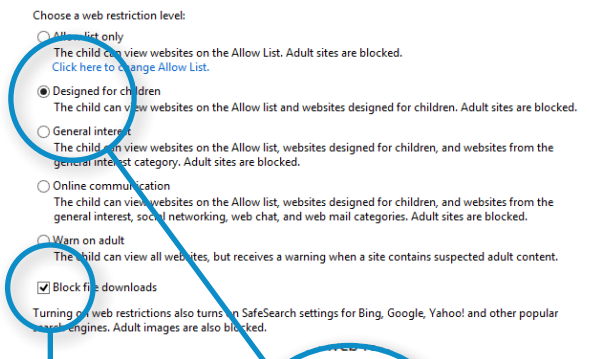 Choose a web restriction level:
Allow list only
The child can view websites on the Allow List. Adult sites are blocked.
Click here to change Allow List.
Designed for children
The child can view websites on the Allow list and websites designed for children. Adult sites are blocked.
General interest
The child can view websites on the Allow list, websites designed for children, and websites from the
general interest category. Adult sites are blocked.
Online communication
The child can view websites on the Allow list, websites designed for children, and websites from the
general interest, social networking, web chat, and web mail categories. Adult sites are blocked.
Warn on adult
The child can view all websites, but receives a warning when a site contains suspected adult content.
Block file downloads
Turning on web restrictions also turns on SafeSearch settings for Bing, Google, Yahoo! and other popular
search engines. Adult images are also blocked.